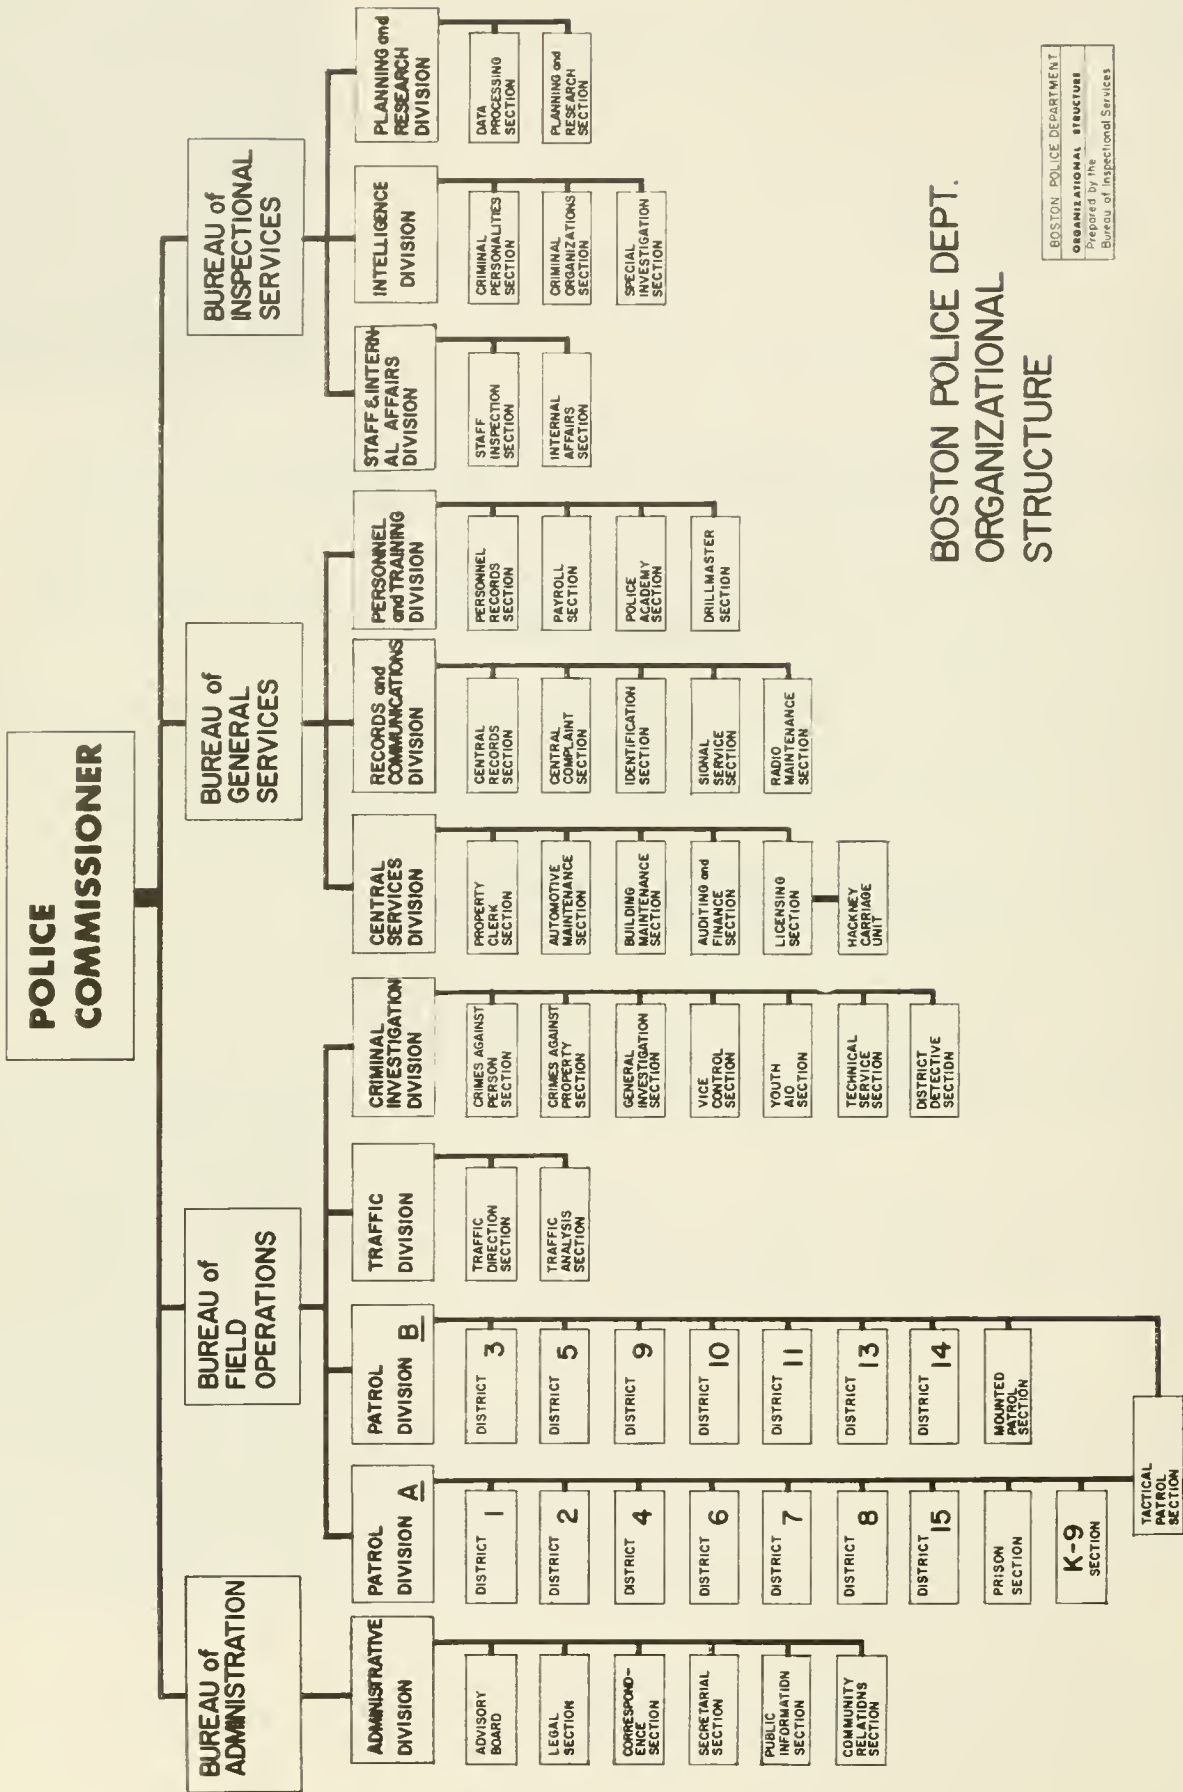 POLICE
COMMISSIONER
BUREAU of
ADMINISTRATION
BUREAU of
FIELD
OPERATIONS
BUREAU of
GENERAL
SERVICES
BUREAU of
INSPECTIONAL
SERVICES
ADMINISTRATIVE
DIVISION
ADVISORY
BOARD
LEGAL
SECTION
CORRESPOND-
ENCE
SECTION
SECRETARIAL
SECTION
PUBLIC
INFORMATION
SECTION
COMMUNITY
RELATIONS
SECTION
PATROL
DIVISION A
DISTRICT 1
DISTRICT 2
DISTRICT 4
DISTRICT 6
DISTRICT 7
DISTRICT 8
DISTRICT 15
PRISON
SECTION
K-9
SECTION
TACTICAL
PATROL
SECTION
PATROL
DIVISION B
DISTRICT 3
DISTRICT 5
DISTRICT 9
DISTRICT 10
DISTRICT 11
DISTRICT 13
DISTRICT 14
MOUNTED
PATROL
SECTION
TRAFFIC
DIVISION
TRAFFIC
DIRECTION
SECTION
TRAFFIC
ANALYSIS
SECTION
CRIMINAL
INVESTIGATION
DIVISION
CRIMES AGAINST
PERSON
SECTION
CRIMES AGAINST
PROPERTY
SECTION
GENERAL
INVESTIGATION
SECTION
VICE
CONTROL
SECTION
YOUTH
AID
SECTION
TECHNICAL
SERVICE
SECTION
DISTRICT
DETECTIVE
SECTION
CENTRAL
SERVICES
DIVISION
PROPERTY
CLERK
SECTION
AUTOMOTIVE
MAINTENANCE
SECTION
BUILDING
MAINTENANCE
SECTION
AUDITING and
FINANCE
SECTION
LICENSING
SECTION
HACKNEY
CARRIAGE
UNIT
RECORDS and
COMMUNICATIONS
DIVISION
CENTRAL
RECORDS
SECTION
CENTRAL
COMPLAINT
SECTION
IDENTIFICATION
SECTION
SIGNAL
SERVICE
SECTION
RADIO
MAINTENANCE
SECTION
PERSONNEL
and TRAINING
DIVISION
PERSONNEL
RECORDS
SECTION
PAYROLL
SECTION
POLICE
ACADEMY
SECTION
DRILLMASTER
SECTION
STAFF & INTERN-
AL AFFAIRS
DIVISION
STAFF
INSPECTION
SECTION
INTERNAL
AFFAIRS
SECTION
INTELLIGENCE
DIVISION
CRIMINAL
PERSONALITIES
SECTION
CRIMINAL
ORGANIZATIONS
SECTION
SPECIAL
INVESTIGATION
SECTION
PLANNING and
RESEARCH
DIVISION
DATA
PROCESSING
SECTION
PLANNING and
RESEARCH
SECTION
BOSTON POLICE DEPT.
ORGANIZATIONAL
STRUCTURE
BOSTON POLICE DEPARTMENT
ORGANIZATIONAL STRUCTURE
Prepared by the
Bureau of Inspectional Services